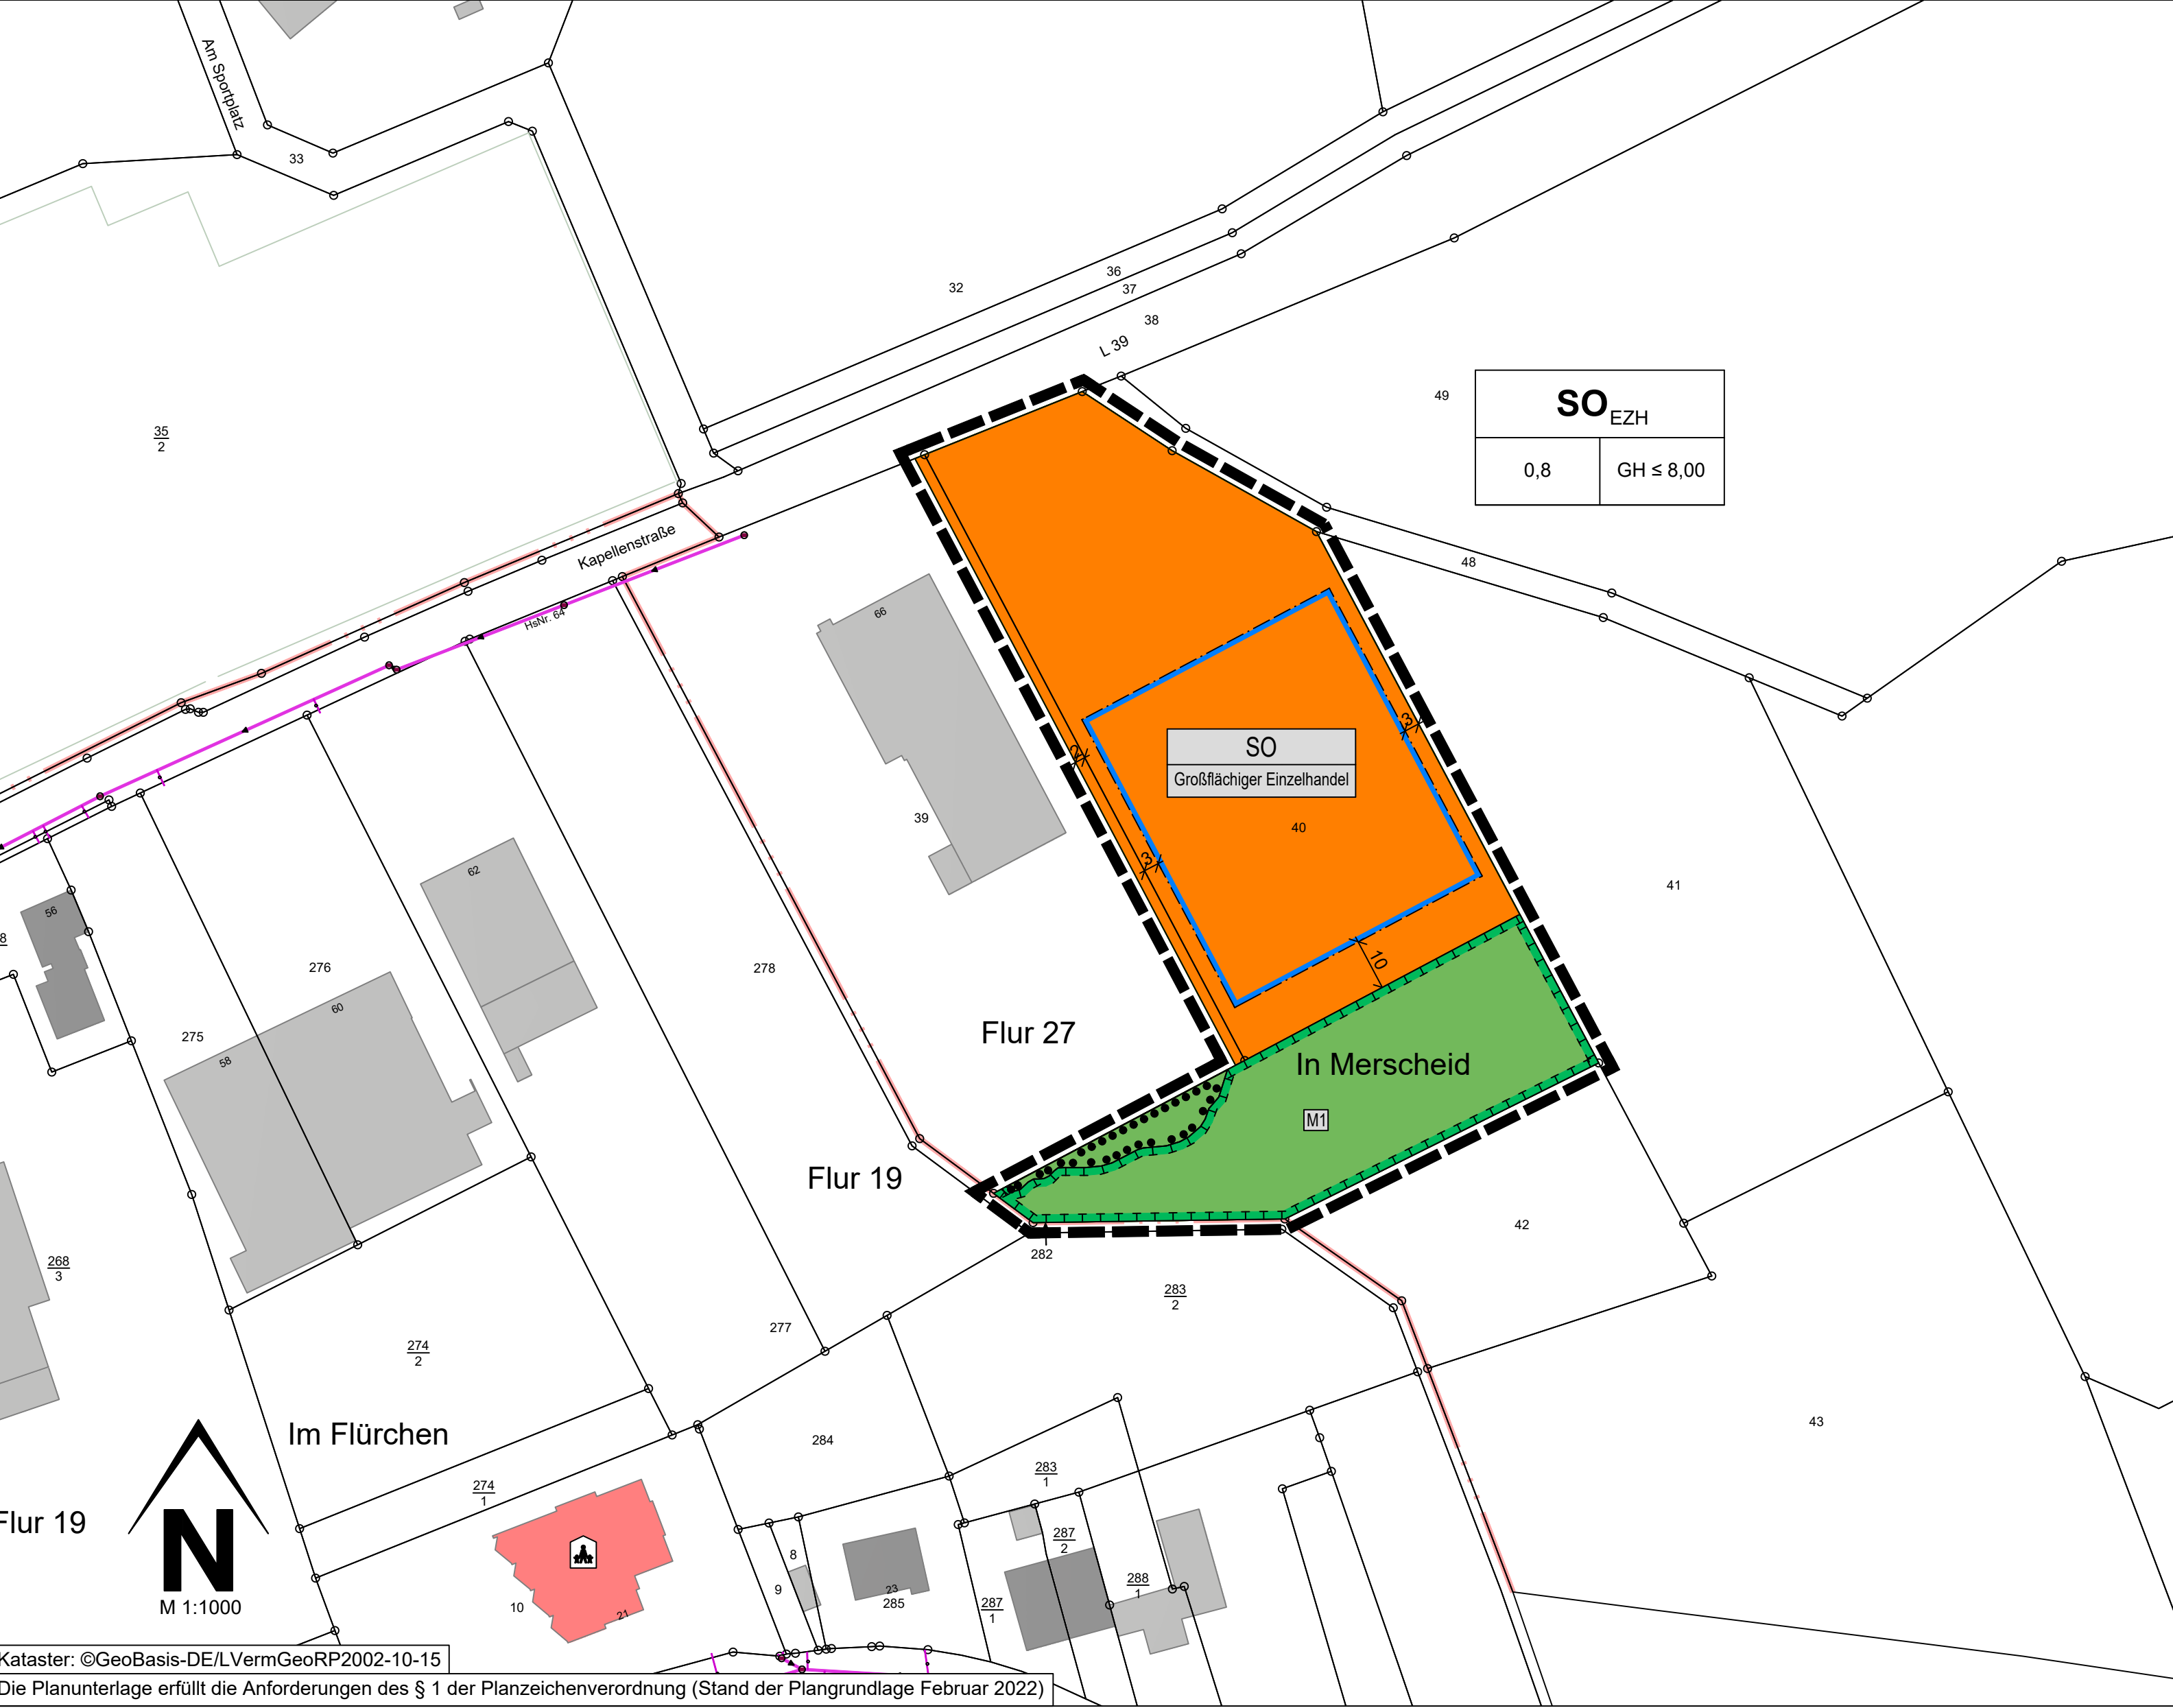 Am Sportplatz
33
32
36
37
38
L 39
49
SO EZH
0,8
GH ≤ 8,00
35
2
Kapellenstraße
HsNr. 64
48
66
2
3
SO
Großflächiger Einzelhandel
39
40
3
62
41
56
8
276
278
10
60
275
58
Flur 27
In Merscheid
M1
Flur 19
42
282
268
3
283
2
277
274
2
43
Im Flürchen
284
283
1
274
1
Flur 19
N
M 1:1000
287
2
8
9
23
285
288
1
287
1
10
21
Kataster: ©GeoBasis-DE/LVermGeoRP2002-10-15
Die Planunterlage erfüllt die Anforderungen des § 1 der Planzeichenverordnung (Stand der Plangrundlage Februar 2022)